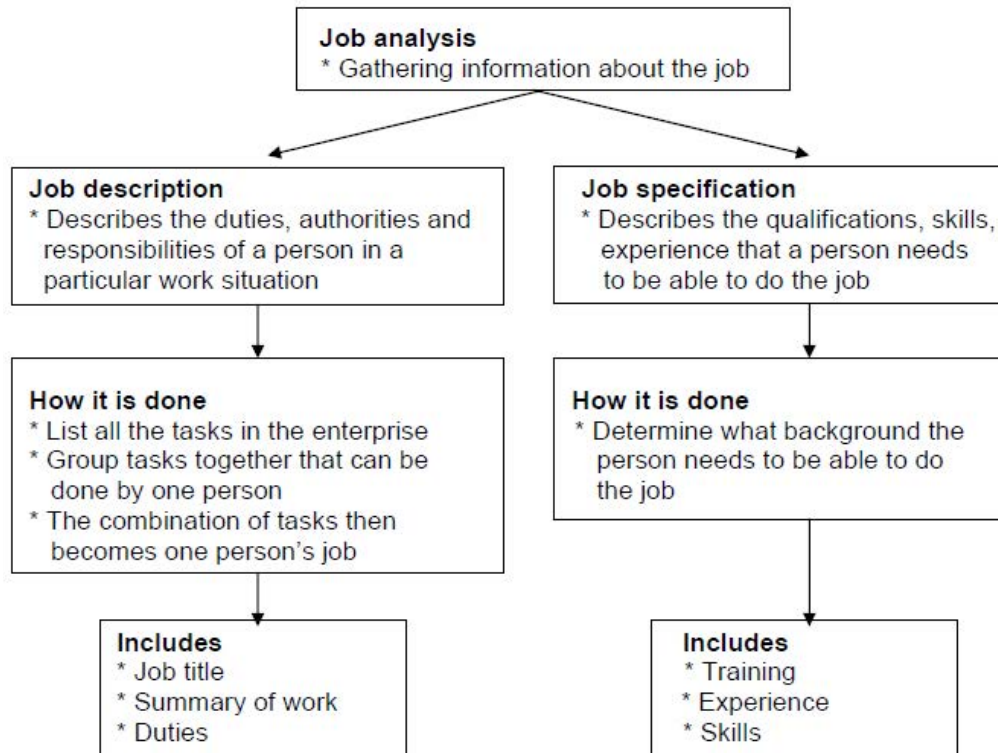 Job analysis
* Gathering information about the job
Job description
* Describes the duties, authorities and
responsibilities of a person in a
particular work situation
Job specification
* Describes the qualifications, skills,
experience that a person needs
to be able to do the job
How it is done
* List all the tasks in the enterprise
* Group tasks together that can be
done by one person
* The combination of tasks then
becomes one person’s job
How it is done
* Determine what background the
person needs to be able to do
the job
Includes
* Job title
* Summary of work
* Duties
Includes
* Training
* Experience
* Skills